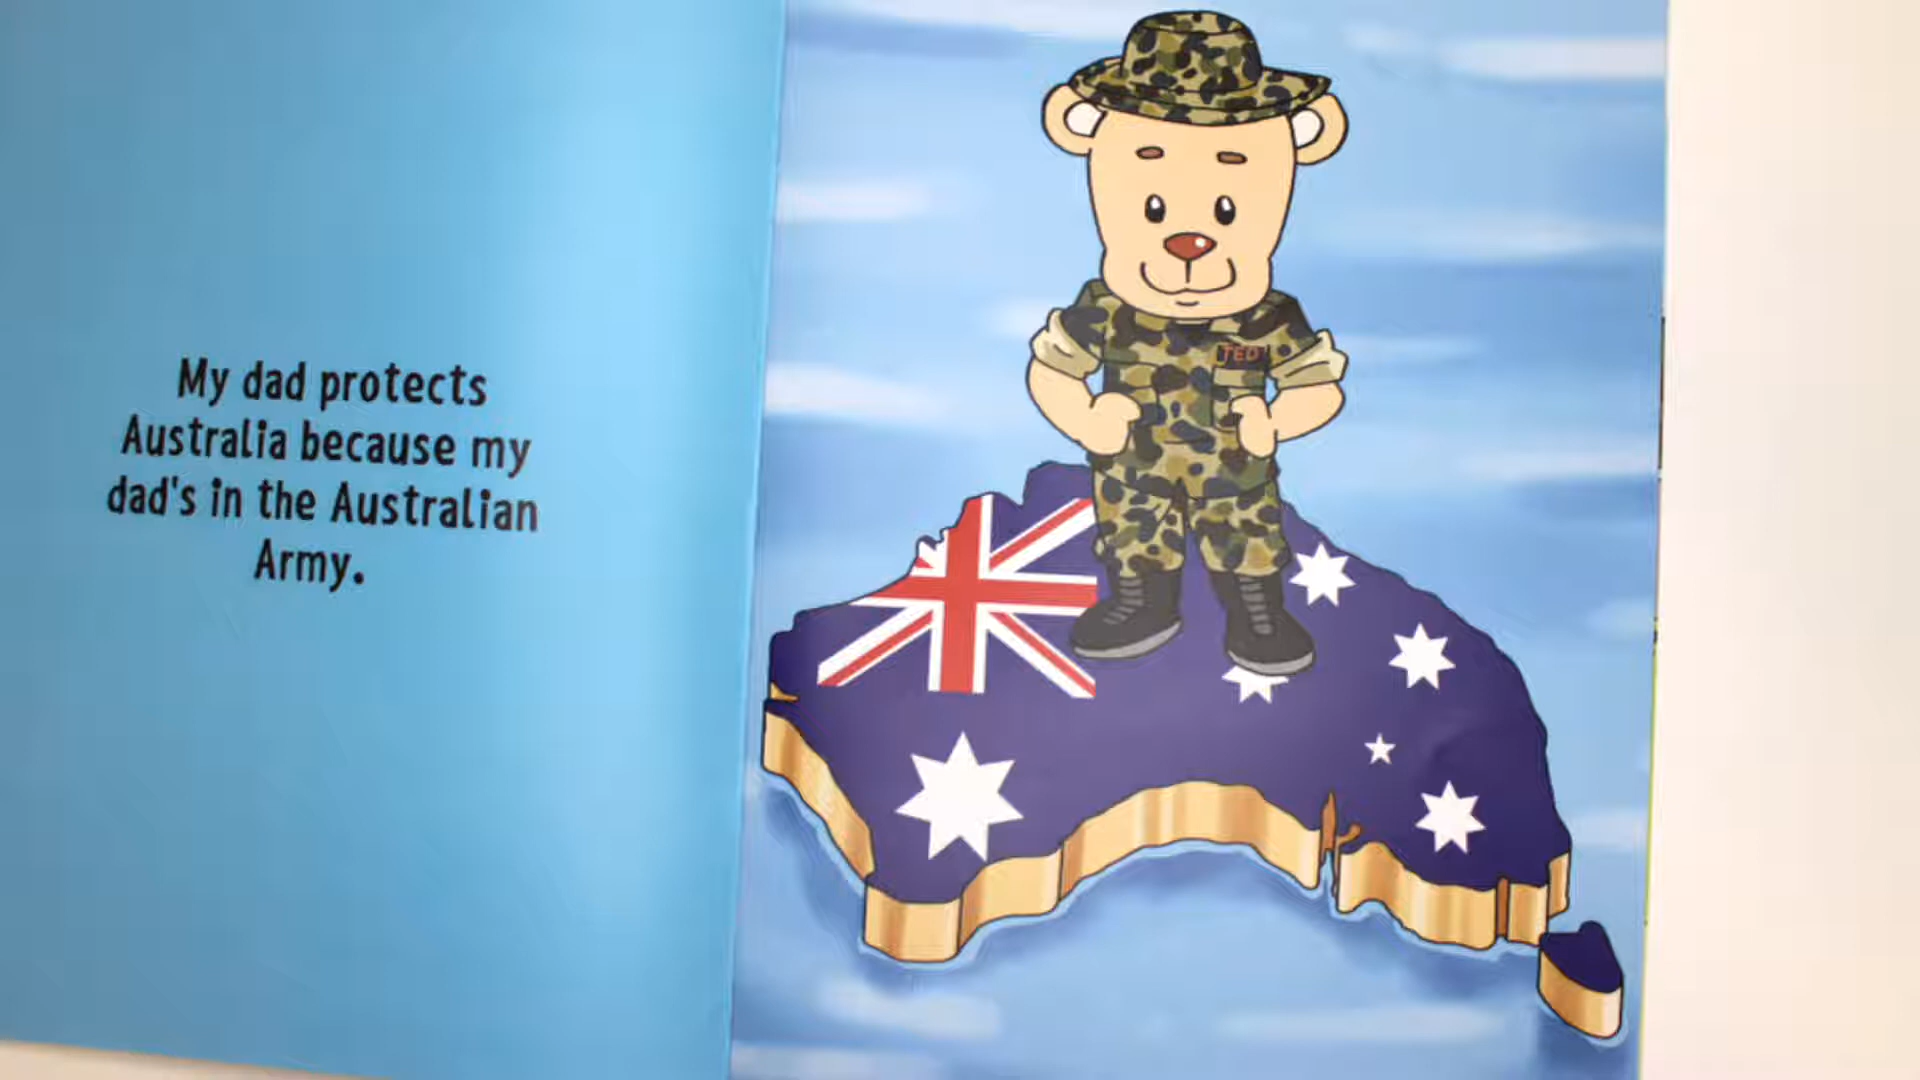 My dad protects
Australia because my
dad's in the Australian
Army.
TED